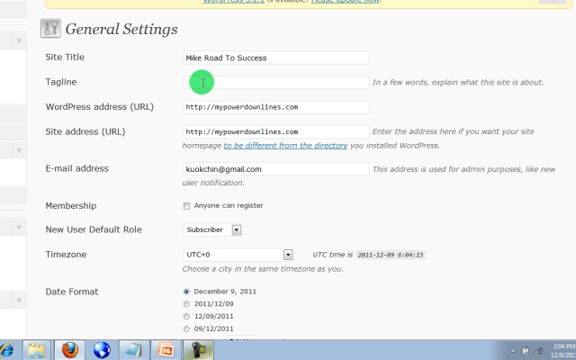 WordPress 3.2.1 is available! Please update now.
General Settings
Site Title Mike Road To Success
Tagline In a few words, explain what this site is about.
WordPress address (URL) http://mypowerdownlines.com
Site address (URL) http://mypowerdownlines.com Enter the address here if you want your site
homepage to be different from the directory you installed WordPress.
E-mail address kuokchin@gmail.com This address is used for admin purposes, like new
user notification.
Membership Anyone can register
New User Default Role Subscriber
Timezone UTC+0 UTC time is 2011-12-09 6:04:15
Choose a city in the same timezone as you.
Date Format December 9, 2011
2011/12/09
12/09/2011
09/12/2011
2:04 PM